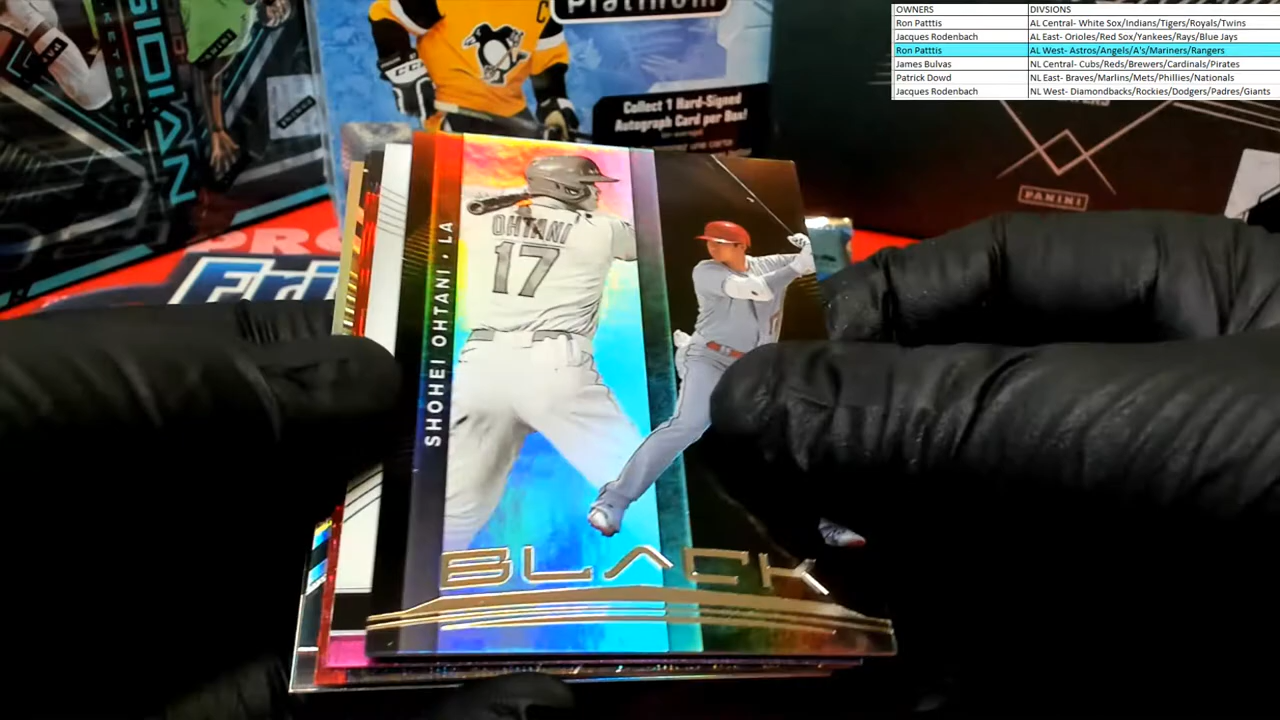 Platinum
C
OWNERS DIVSIONS
Ron Patttis AL Central- White Sox/Indians/Tigers/Royals/Twins
Jacques Rodenbach AL East- Orioles/Red Sox/Yankees/Rays/Blue Jays
Ron Patttis AL West- Astros/Angels/A's/Mariners/Rangers
James Bulvas NL Central- Cubs/Reds/Brewers/Cardinals/Pirates
Patrick Dowd NL East- Braves/Marlins/Mets/Phillies/Nationals
Jacques Rodenbach NL West- Diamondbacks/Rockies/Dodgers/Padres/Giants
Collect 1 Hard-Signed
Autograph Card per Box!
PANINI
OHTANI
17
SHOHEI OHTANI • LA
BLACK